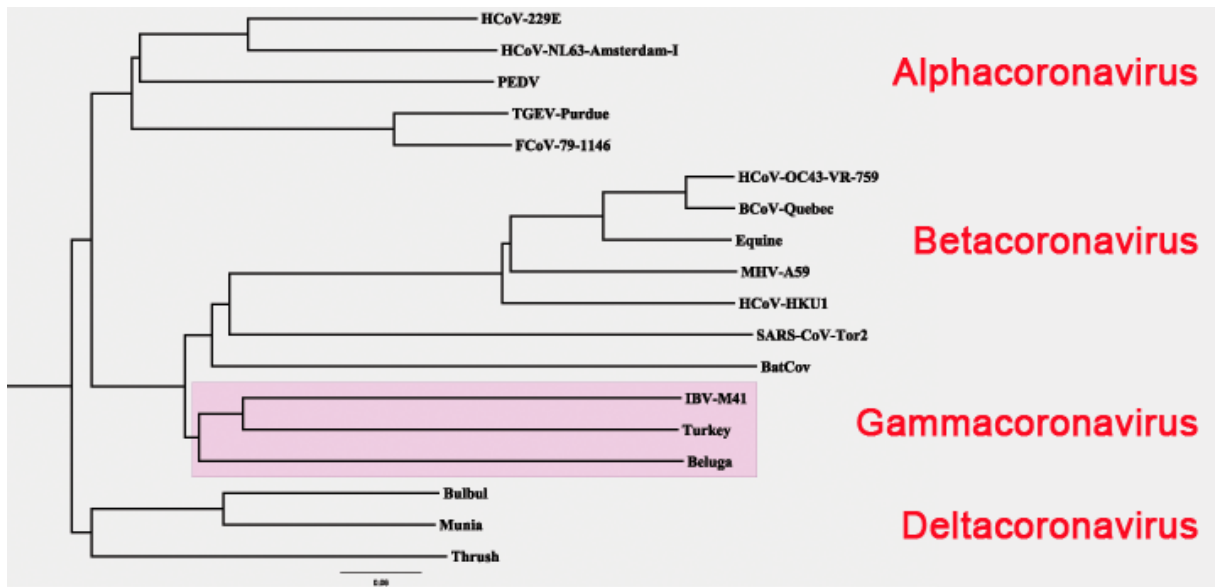 HCoV-229E
HCoV-NL63-Amsterdam-I
PEDV
TGEV-Purdue
FCoV-79-1146
Alphacoronavirus
HCoV-OC43-VR-759
BCoV-Quebec
Equine
MHV-A59
HCoV-HKU1
SARS-CoV-Tor2
BatCov
Betacoronavirus
IBV-M41
Turkey
Beluga
Gammacoronavirus
Bulbul
Munia
Thrush
Deltacoronavirus